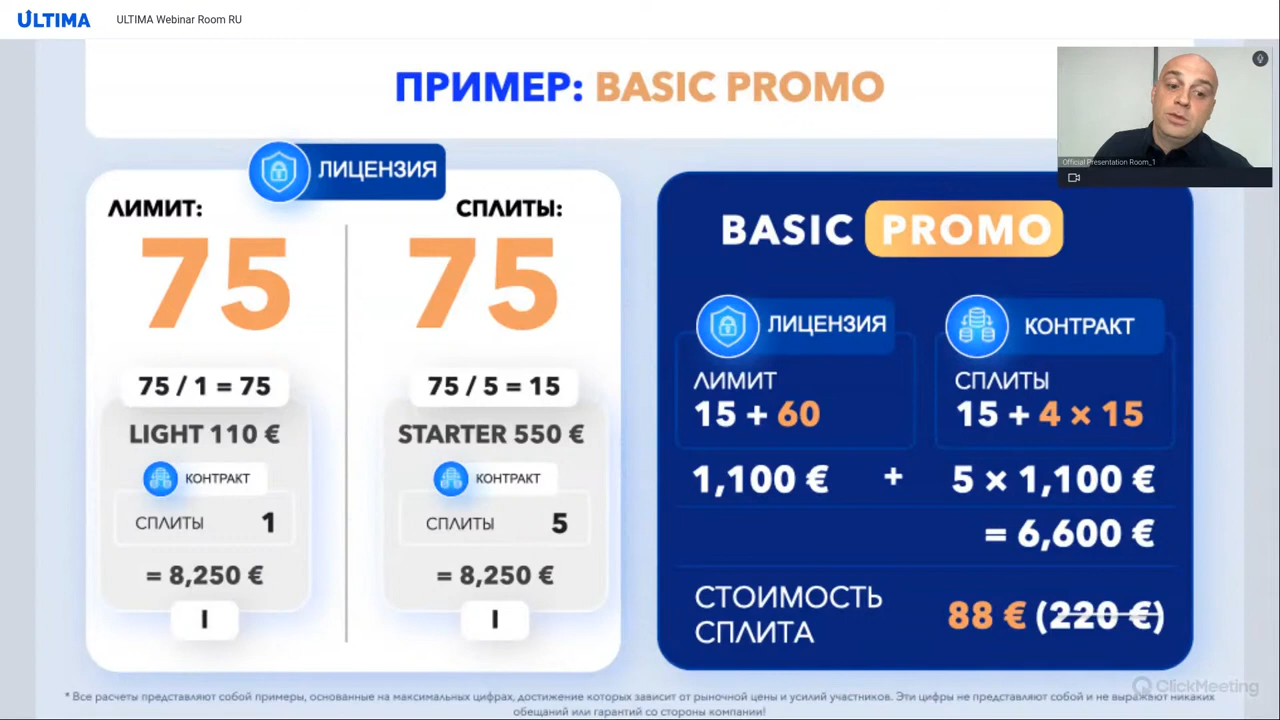 ULTIMA
ULTIMA Webinar Room RU
ПРИМЕР: BASIC PROMO
Official Presentation Room_1
ЛИЦЕНЗИЯ
ЛИМИТ:
75
75 / 1 = 75
LIGHT 110 €
КОНТРАКТ
СПЛИТЫ 1
= 8,250 €
I
СПЛИТЫ:
75
75 / 5 = 15
STARTER 550 €
КОНТРАКТ
СПЛИТЫ 5
= 8,250 €
I
BASIC PROMO
ЛИЦЕНЗИЯ
ЛИМИТ
15 + 60
КОНТРАКТ
СПЛИТЫ
15 + 4 × 15
1,100 € + 5 × 1,100 €
= 6,600 €
СТОИМОСТЬ
СПЛИТА
88 € (220 €)
* Все расчеты представляют собой примеры, основанные на максимальных цифрах, достижение которых зависит от рыночной цены и усилий участников. Эти цифры не представляют собой и не выражают никаких
обещаний или гарантий со стороны компании!
ClickMeeting